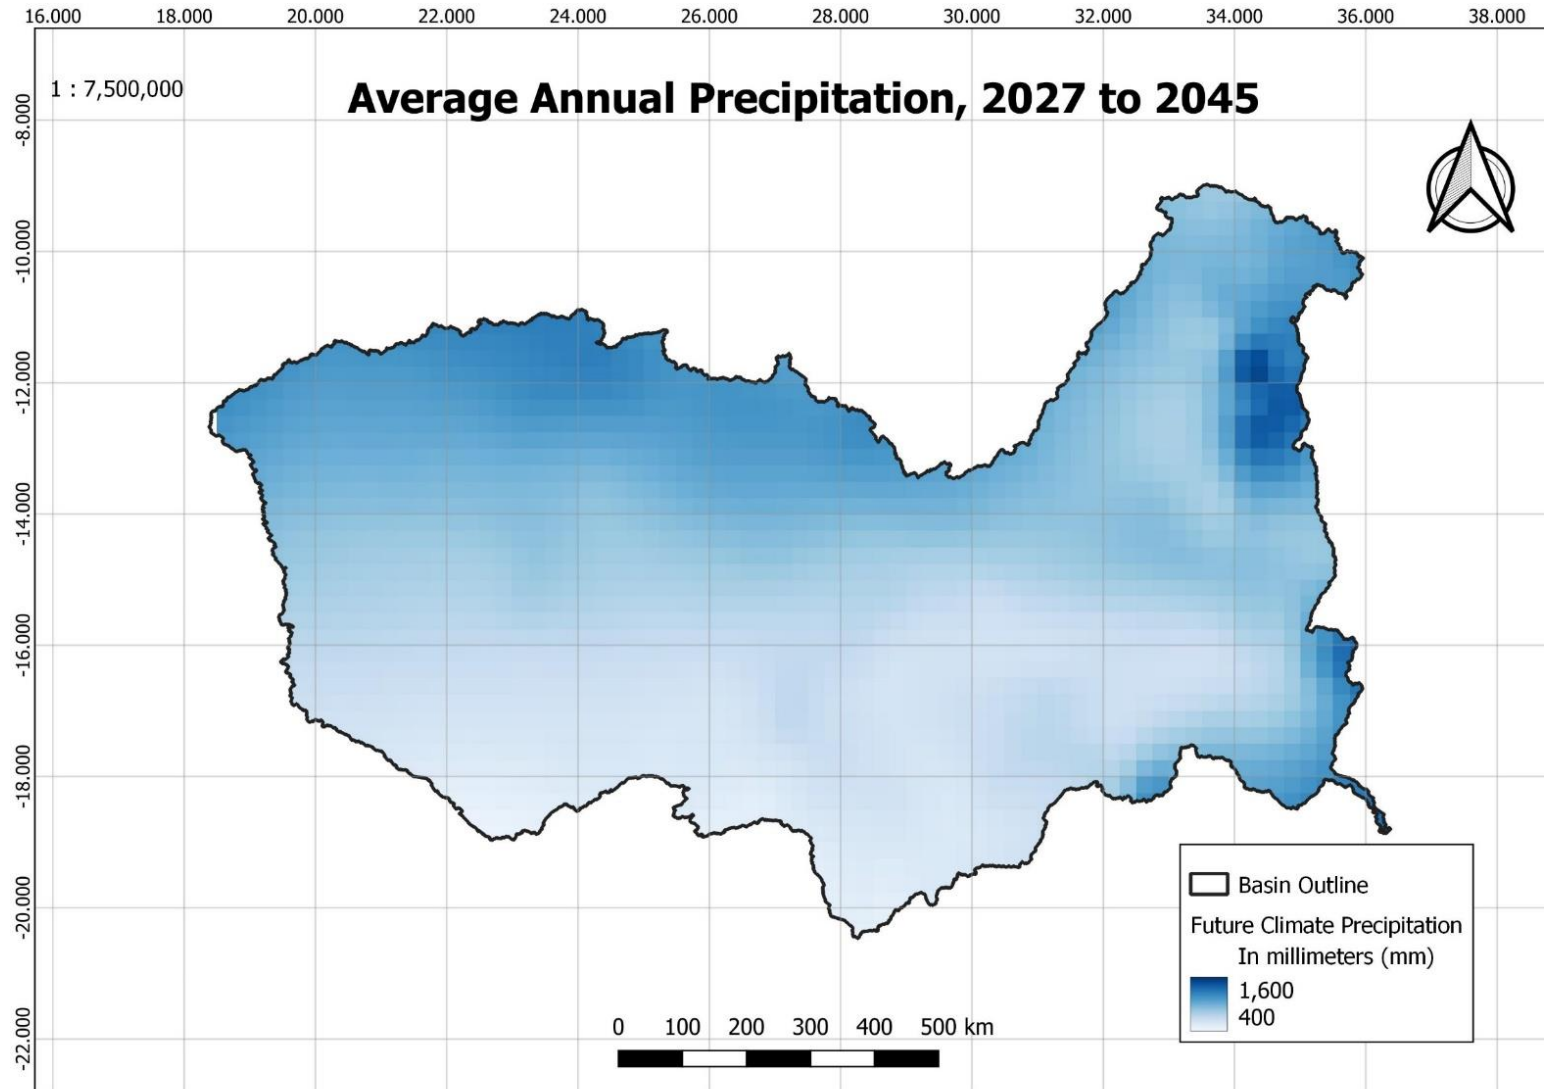 16.000 18.000 20.000 22.000 24.000 26.000 28.000 30.000 32.000 34.000 36.000 38.000
1 : 7,500,000
Average Annual Precipitation, 2027 to 2045
-8.000
-10.000
-12.000
-14.000
-16.000
-18.000
-20.000
-22.000
Basin Outline
Future Climate Precipitation
In millimeters (mm)
1,600
400
0 100 200 300 400 500 km